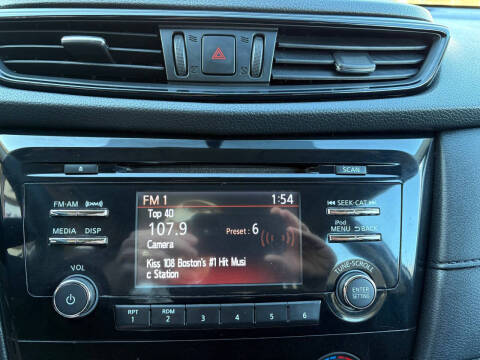 SCAN
FM·AM
SEEK·CAT
MEDIA DISP
iPod
MENU BACK
VOL
TUNE·SCROLL
ENTER
SETTING
FM 1 1:54
Top 40
107.9 Preset: 6
Camera
Kiss 108 Boston's #1 Hit Musi
c Station
RPT RDM
1 2 3 4 5 6